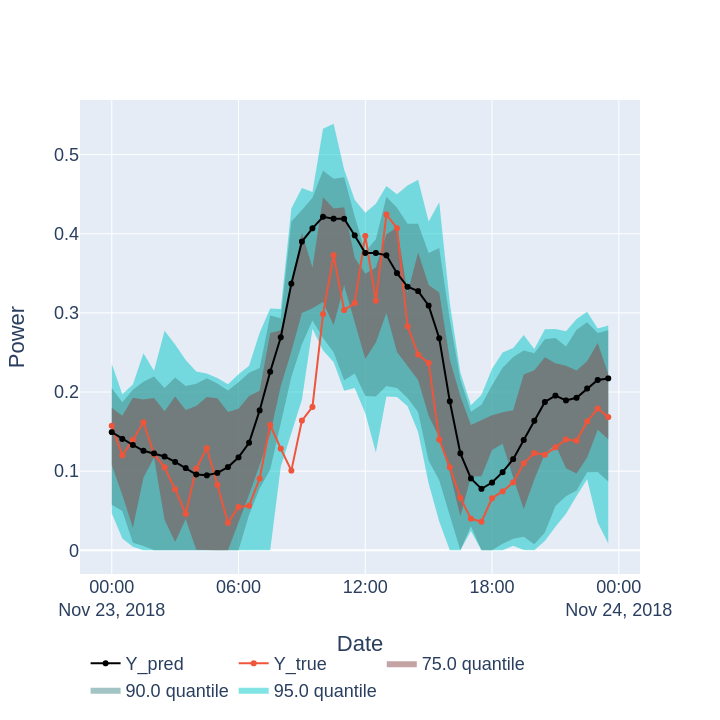 Power
0.5
0.4
0.3
0.2
0.1
0
00:00 06:00 12:00 18:00 00:00
Nov 23, 2018 Nov 24, 2018
Date
Y_pred Y_true 75.0 quantile
90.0 quantile 95.0 quantile